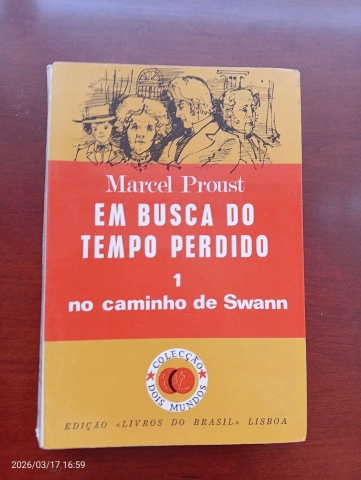 Marcel Proust
EM BUSCA DO
TEMPO PERDIDO
1
no caminho de Swann
COLECÇÃO
DOIS MUNDOS
EDIÇÃO «LIVROS DO BRASIL» LISBOA
2026/03/17 16:59